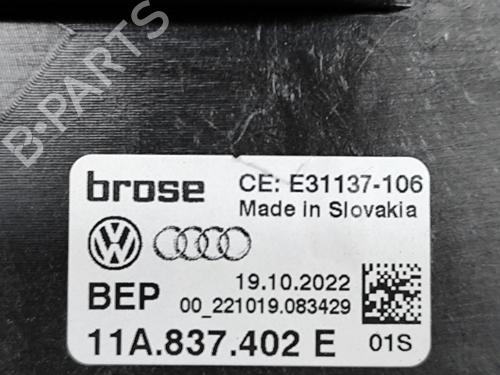 B-PARTS
brose CE: E31137-106
Made in Slovakia
19.10.2022
BEP 00_221019.083429
11A.837.402 E 01S